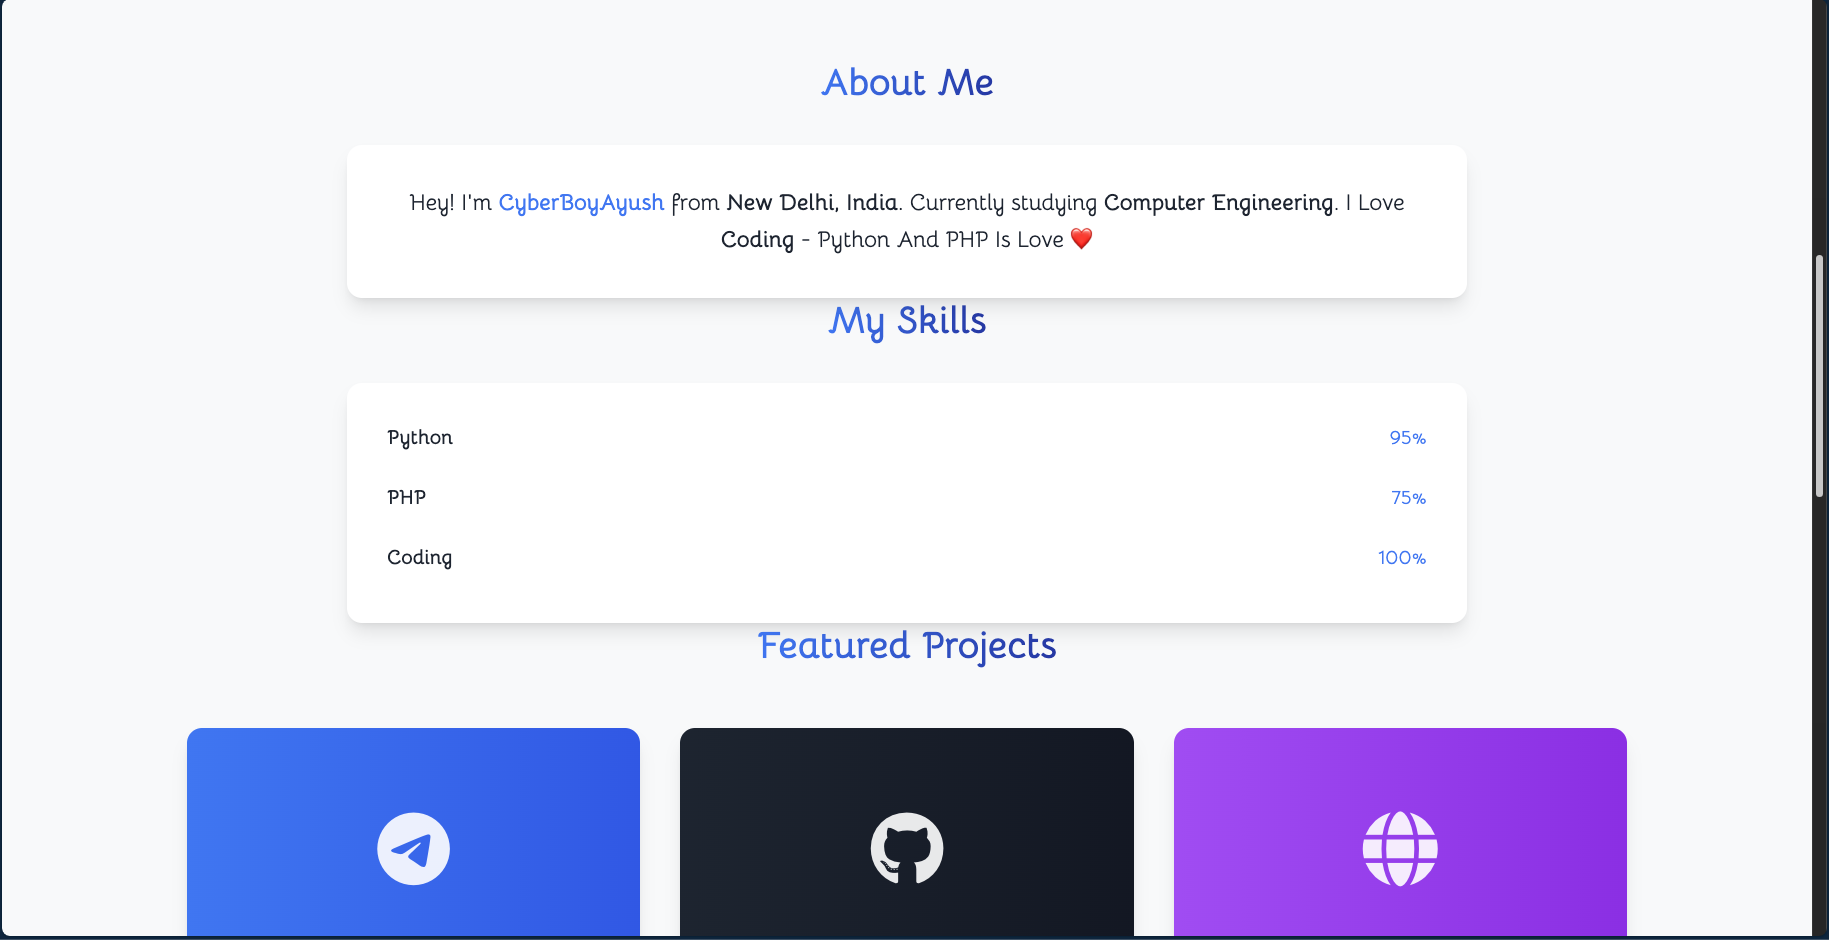 About Me
Hey! I'm CyberBoyAyush from New Delhi, India. Currently studying Computer Engineering. I Love
Coding - Python And PHP Is Love ❤️
My Skills
Python 95%
PHP 75%
Coding 100%
Featured Projects